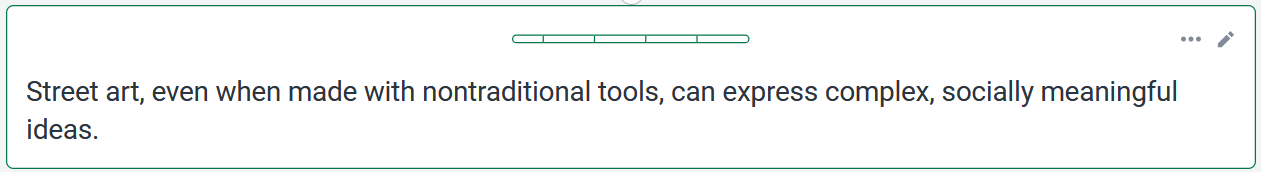 Street art, even when made with nontraditional tools, can express complex, socially meaningful
ideas.